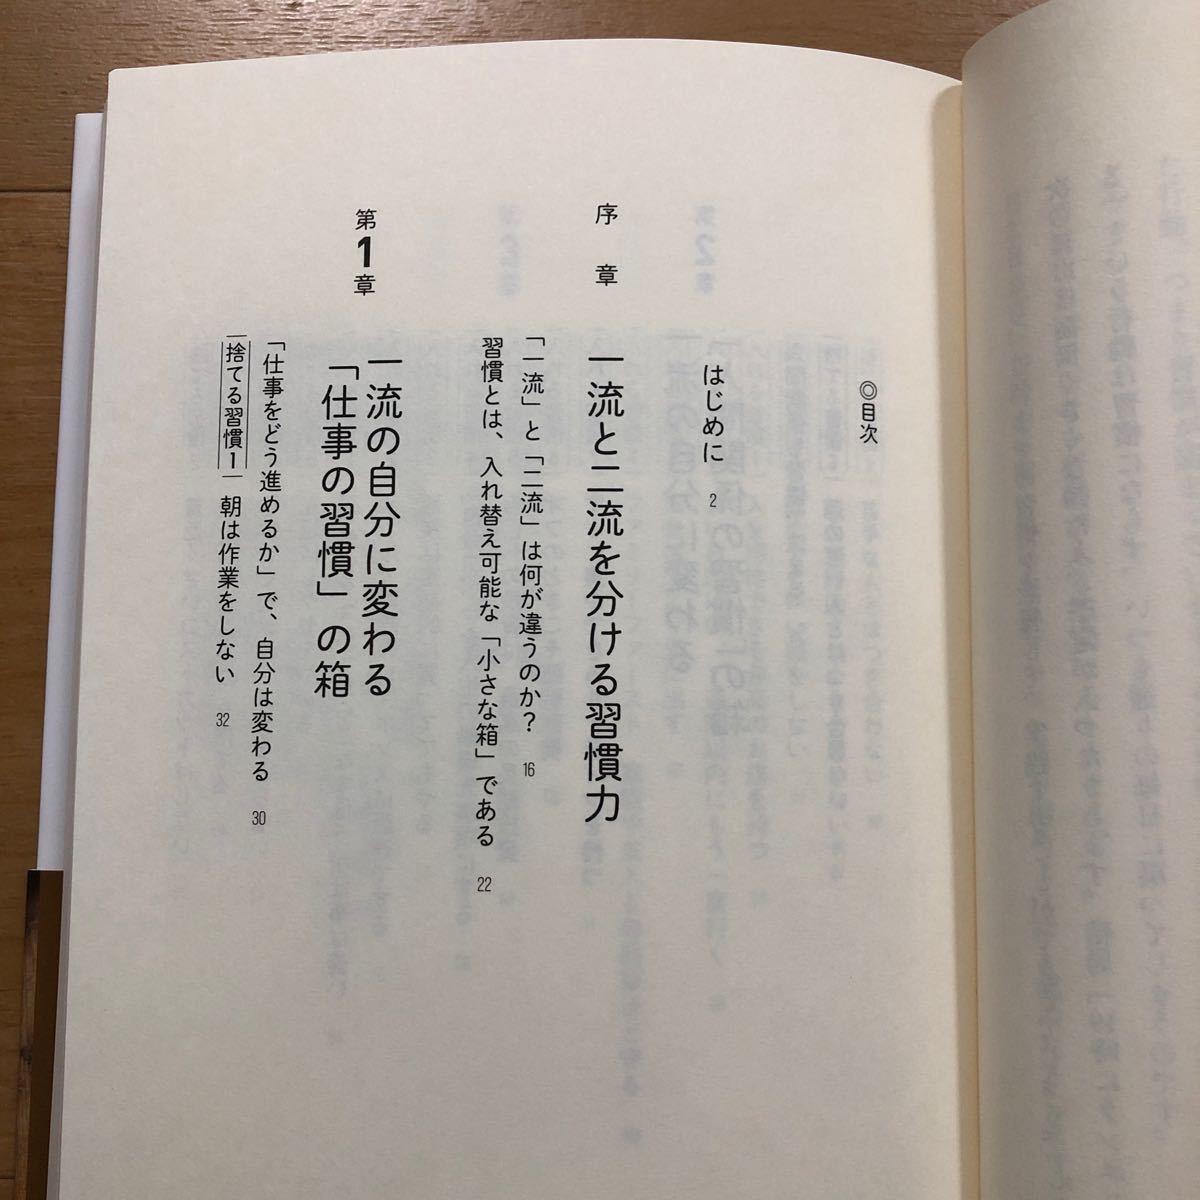 ◎目次
はじめに 2
序章 一流と二流を分ける習慣力
「一流」と「二流」は何が違うのか？ 16
習慣とは、入れ替え可能な「小さな箱」である 22
第1章 一流の自分に変わる
「仕事の習慣」の箱
「仕事をどう進めるか」で、自分は変わる 30
捨てる習慣1 朝は作業をしない 32